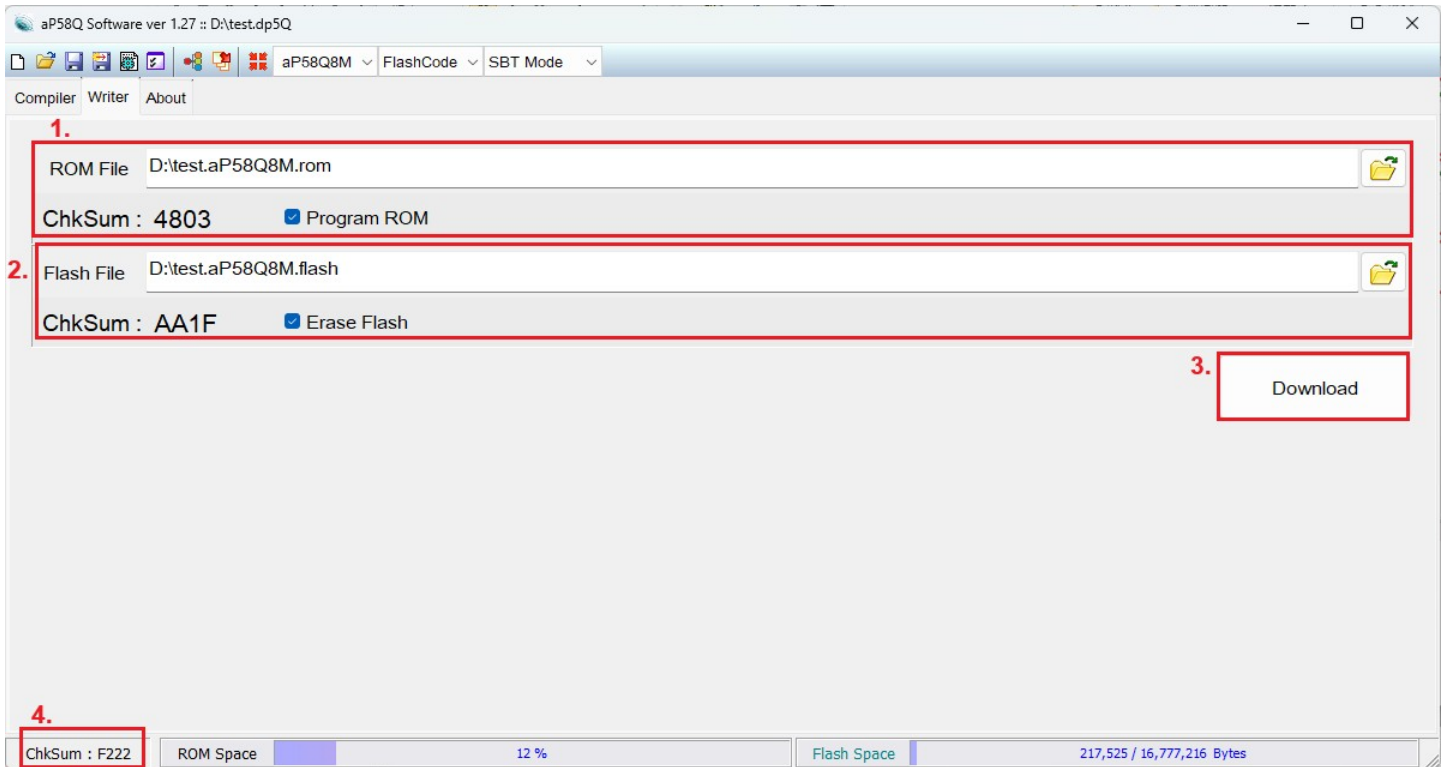 aP58Q Software ver 1.27 :: D:\test.dp5Q
aP58Q8M FlashCode SBT Mode
Compiler Writer About
1.
ROM File D:\test.aP58Q8M.rom
ChkSum : 4803 Program ROM
2.
Flash File D:\test.aP58Q8M.flash
ChkSum : AA1F Erase Flash
3.
Download
4.
ChkSum : F222 ROM Space 12 % Flash Space 217,525 / 16,777,216 Bytes